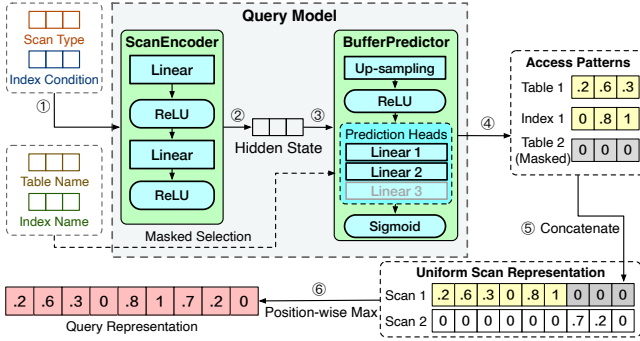 Query Model
Scan Type
Index Condition
①
Table Name
Index Name
ScanEncoder
Linear
ReLU
Linear
ReLU
②
Hidden State
③
Masked Selection
BufferPredictor
Up-sampling
ReLU
Prediction Heads
Linear 1
Linear 2
Linear 3
Sigmoid
④
Access Patterns
Table 1 .2 .6 .3
Index 1 0 .8 1
Table 2 (Masked) 0 0 0
⑤ Concatenate
Uniform Scan Representation
Scan 1 .2 .6 .3 0 .8 1 0 0 0
Scan 2 0 0 0 0 0 0 .7 .2 0
⑥
Position-wise Max
.2 .6 .3 0 .8 1 .7 .2 0
Query Representation